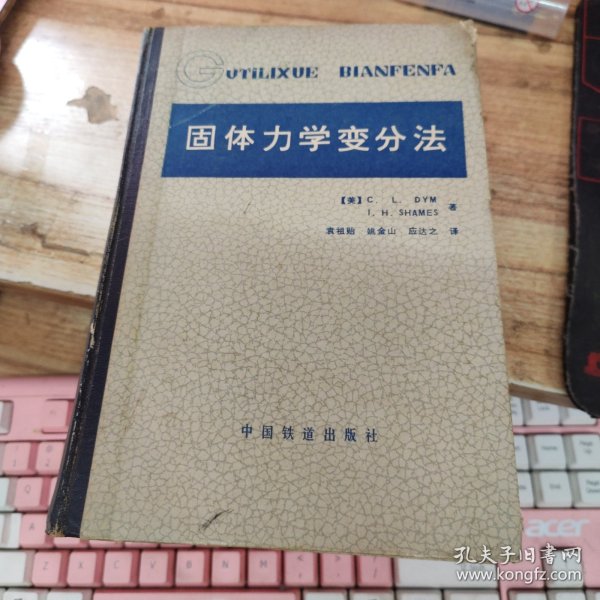 GUTILIXUE BIANFENFA
固体力学变分法
【美】C. L. DYM
I. H. SHAMES 著
袁祖贻 姚金山 应达之 译
中国铁道出版社
acer
孔夫子旧书网
www.kongfz.com